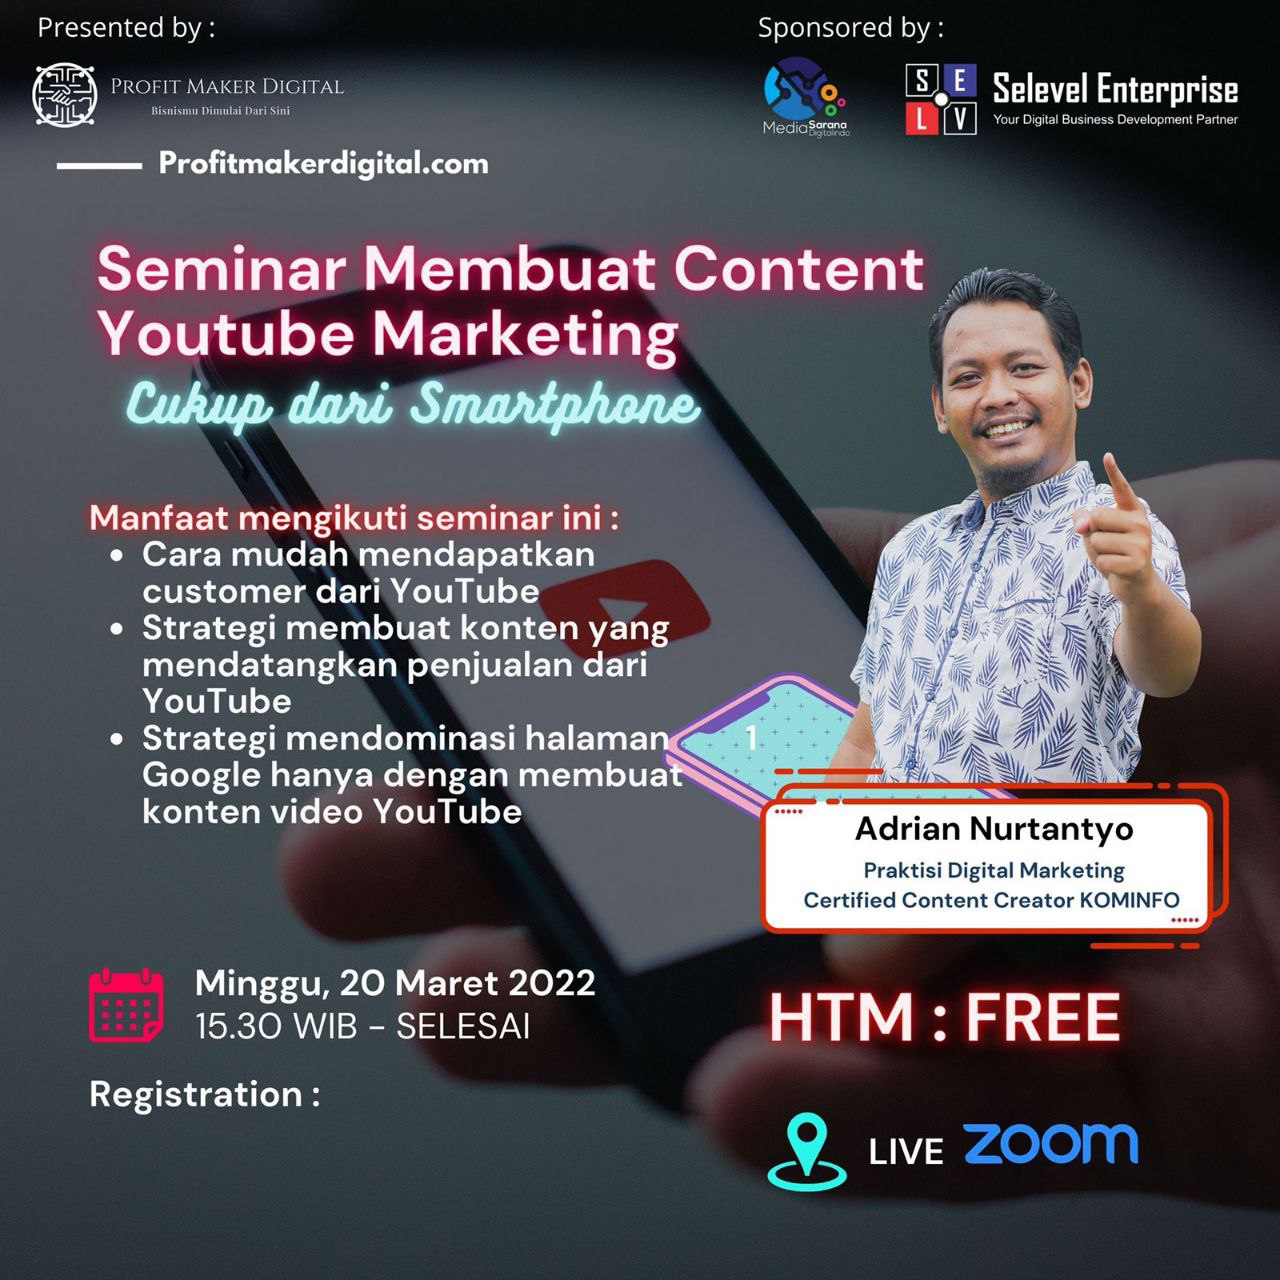 Presented by :
Sponsored by :
PROFIT MAKER DIGITAL
Bisnismu Dimulai Dari Sini
MediaSarana
Digitalindo
S E
L V
Selevel Enterprise
Your Digital Business Development Partner
Profitmakerdigital.com
Seminar Membuat Content
Youtube Marketing
Cukup dari Smartphone
Manfaat mengikuti seminar ini :
• Cara mudah mendapatkan
customer dari YouTube
• Strategi membuat konten yang
mendatangkan penjualan dari
YouTube
• Strategi mendominasi halaman
Google hanya dengan membuat
konten video YouTube
1
Adrian Nurtantyo
Praktisi Digital Marketing
Certified Content Creator KOMINFO
Minggu, 20 Maret 2022
15.30 WIB - SELESAI
HTM : FREE
Registration :
LIVE zoom